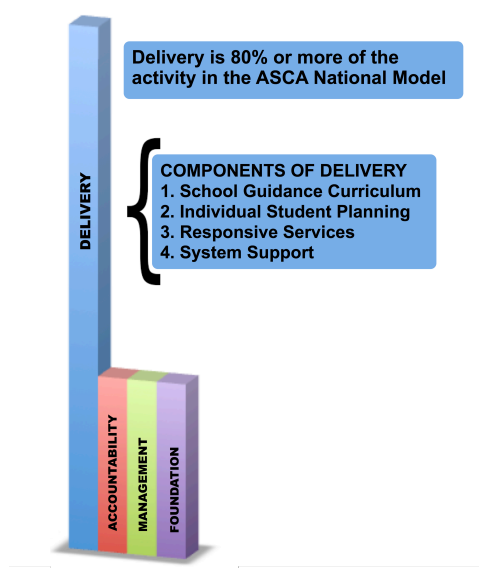 Delivery is 80% or more of the
activity in the ASCA National Model
COMPONENTS OF DELIVERY
1. School Guidance Curriculum
2. Individual Student Planning
3. Responsive Services
4. System Support
DELIVERY
ACCOUNTABILITY
MANAGEMENT
FOUNDATION